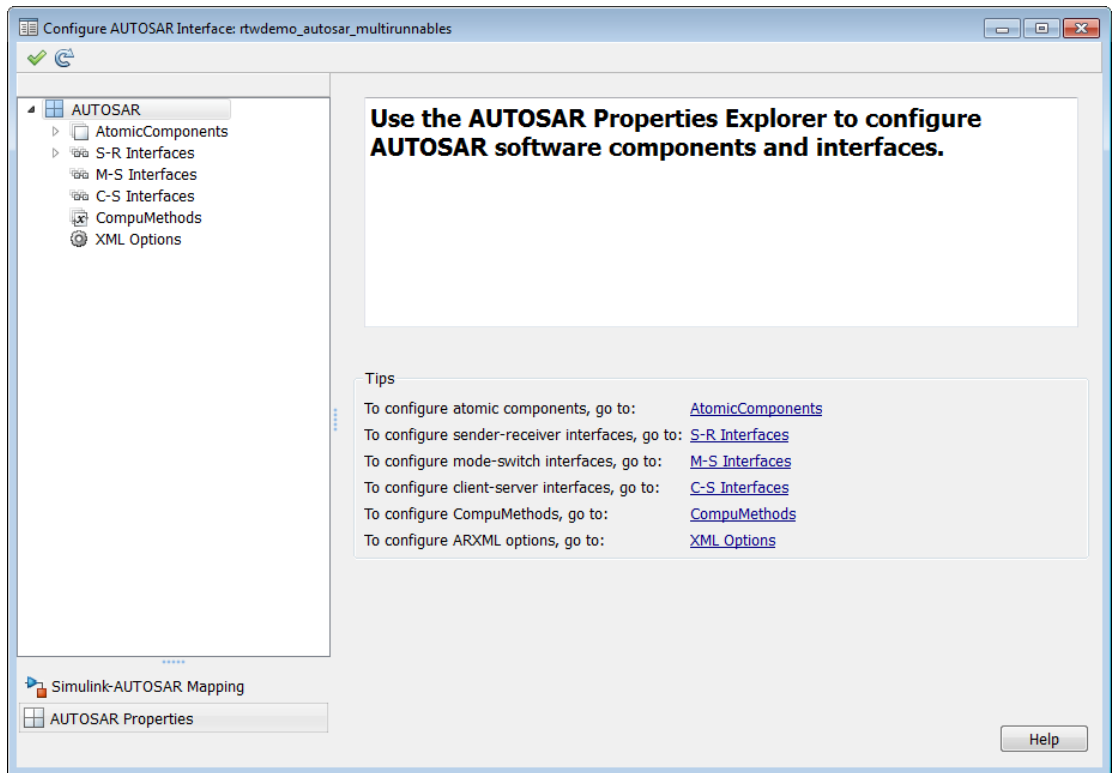 Configure AUTOSAR Interface: rtwdemo_autosar_multirunnables
AUTOSAR
AtomicComponents
S-R Interfaces
M-S Interfaces
C-S Interfaces
CompuMethods
XML Options
Simulink-AUTOSAR Mapping
AUTOSAR Properties
Use the AUTOSAR Properties Explorer to configure
AUTOSAR software components and interfaces.
Tips
To configure atomic components, go to: AtomicComponents
To configure sender-receiver interfaces, go to: S-R Interfaces
To configure mode-switch interfaces, go to: M-S Interfaces
To configure client-server interfaces, go to: C-S Interfaces
To configure CompuMethods, go to: CompuMethods
To configure ARXML options, go to: XML Options
Help